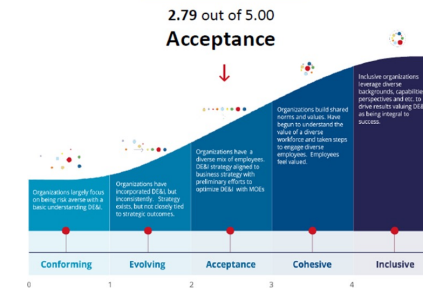 2.79 out of 5.00
Acceptance
Inclusive organizations
leverage diverse
backgrounds, capabilities
perspectives and etc. to
drive results valuing DE&I
as being integral to
success.
Organizations build shared
norms and values. Have
begun to understand the
value of a diverse
workforce and taken steps
to engage diverse
employees. Employees
feel valued.
Organizations have a
diverse mix of employees.
DE&I strategy aligned to
business strategy with
preliminary efforts to
optimize DE&I with MOEs
Organizations have
incorporated DE&I, but
inconsistently. Strategy
exists, but not closely tied
to strategic outcomes.
Organizations largely focus
on being risk averse with a
basic understanding DE&I.
Conforming
Evolving
Acceptance
Cohesive
Inclusive
0 1 2 3 4